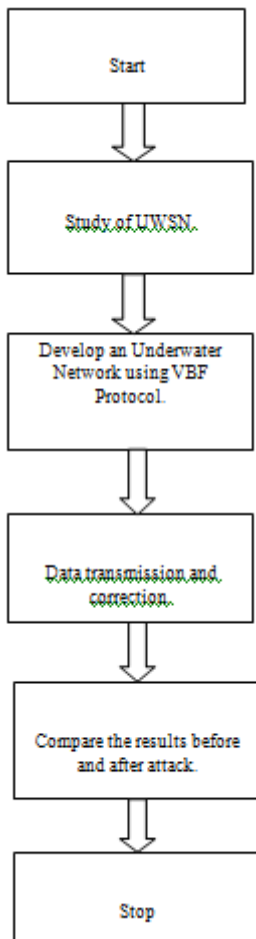 Start
Study of UWSN.
Develop an Underwater
Network using VBF
Protocol.
Data transmission and
correction.
Compare the results before
and after attack.
Stop